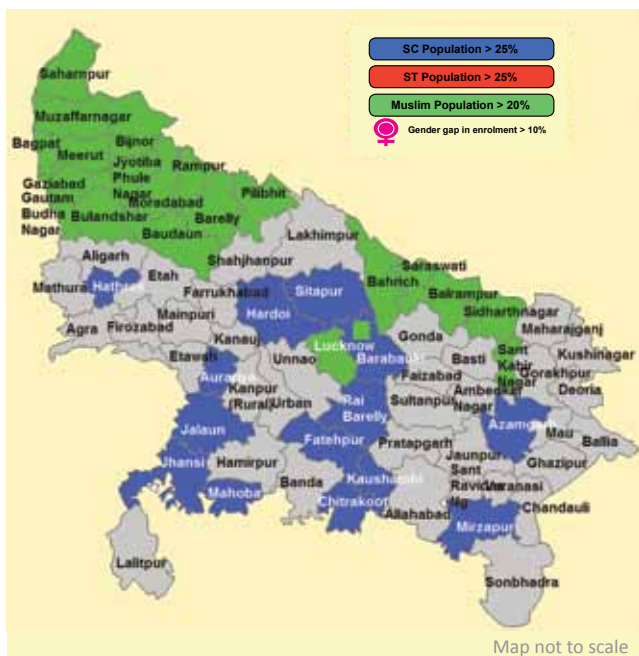 SC Population > 25%
ST Population > 25%
Muslim Population > 20%
Gender gap in enrolment > 10%
Saharnpur
Muzaffarnagar
Bagpat
Bijnor
Meerut
Jyotiba
Phule
Nagar
Rampur
Gaziabad
Gautam
Budha
Nagar
Moradabad
Pilibhit
Bulandshar
Barelly
Baudaun
Lakhimpur
Aligarh
Shahjhanpur
Saraswati
Bahrich
Etah
Hathras
Mathura
Farrukhabad
Sitapur
Balrampur
Sidharthnagar
Mainpuri
Hardoi
Maharajganj
Agra
Firozabad
Kanauj
Lucknow
Gonda
Kushinagar
Etawah
Unnao
Barabanki
Basti
Sant
Kabir
Nagar
Gorakhpur
Auraiya
Faizabad
Deoria
Kanpur
(Rural)
Urban
Rai
Barelly
Sultanpur
Ambedkar
Nagar
Azamgarh
Jalaun
Fatehpur
Pratapgarh
Mau
Ballia
Jhansi
Hamirpur
Kaushambi
Jaunpur
Ghazipur
Sant
Ravidas
Ng
Varanasi
Mahoba
Banda
Chitrakoot
Allahabad
Chandauli
Mirzapur
Lalitpur
Sonbhadra
Map not to scale